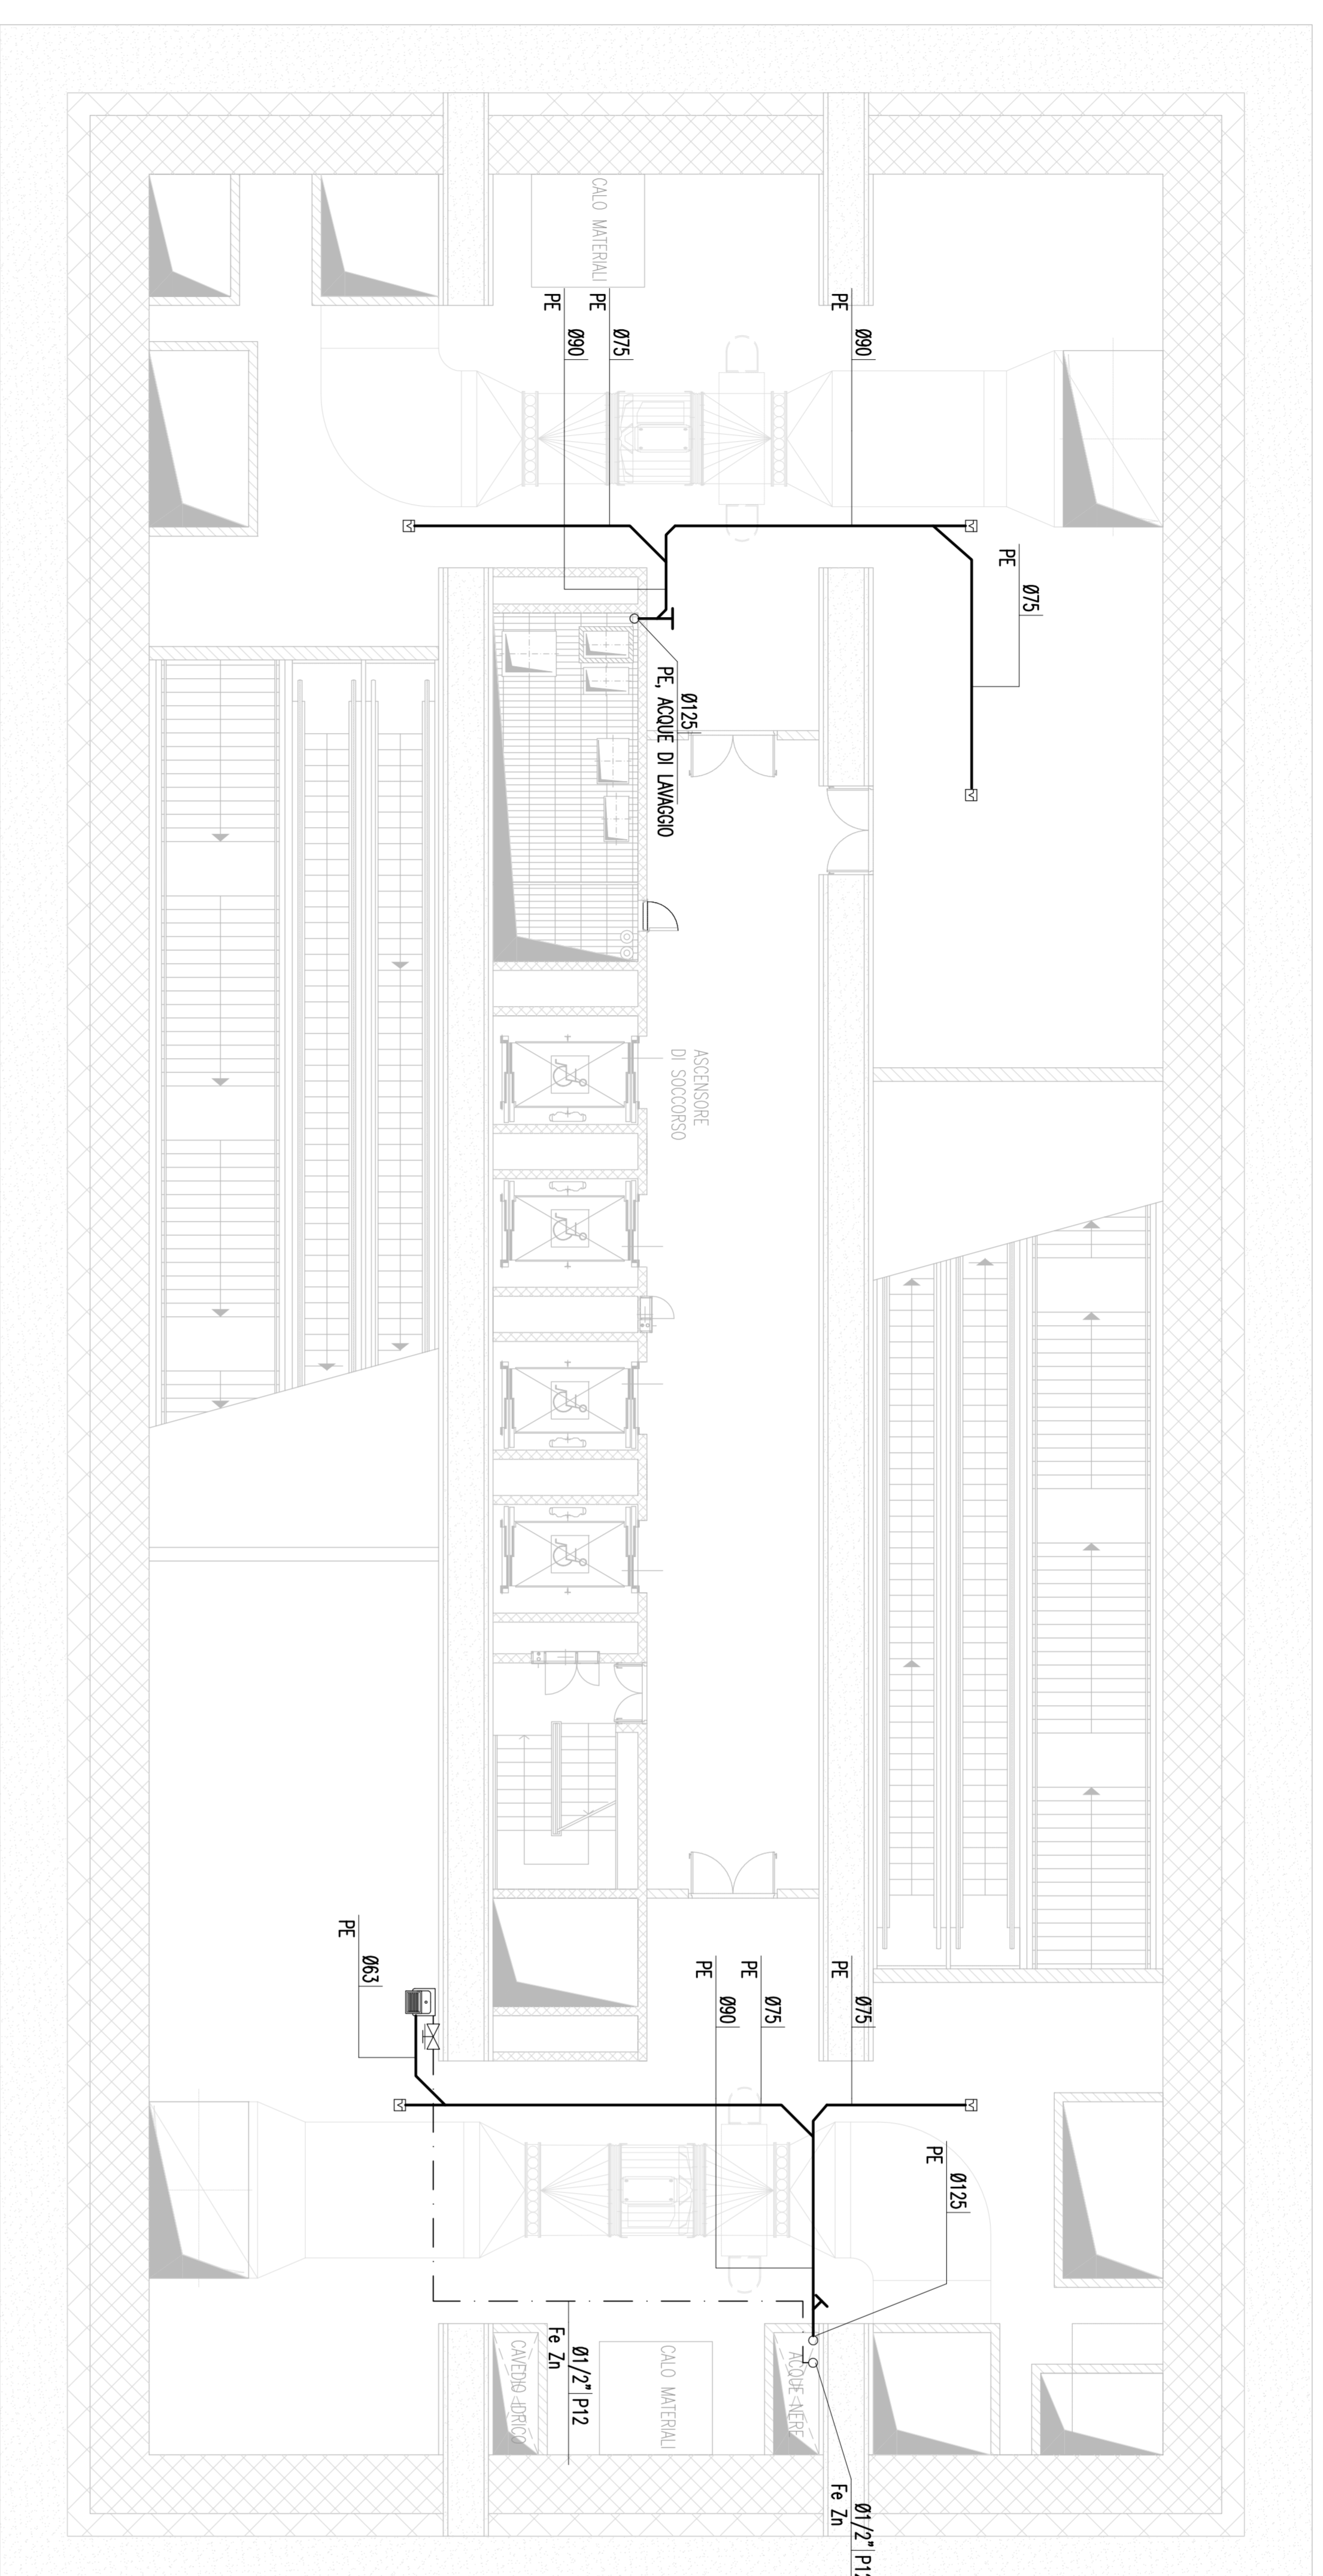 CALO MATERIALI
PE
Ø90
PE
Ø75
PE
Ø90
PE
Ø75
Ø125
PE, ACQUE DI LAVAGGIO
ASCENSORE
DI SOCCORSO
PE
Ø63
PE
Ø90
PE
Ø75
PE
Ø75
PE
Ø125
Ø1/2" P12
Fe Zn
CAVEDIO IDRICO
CALO MATERIALI
ACQUE NERE
Ø1/2"
Fe Zn